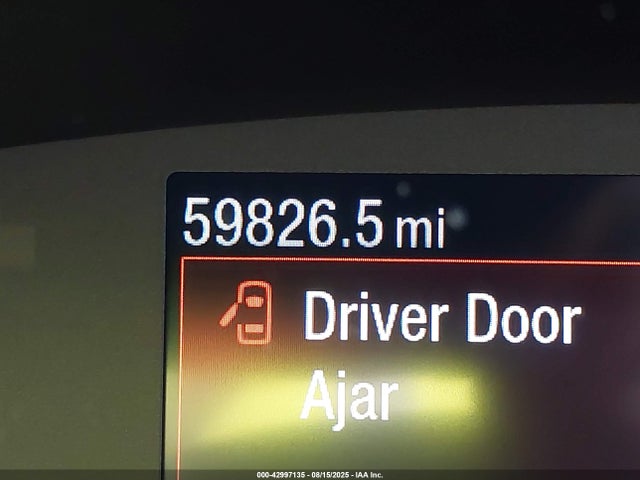 59826.5 mi
Driver Door
Ajar
000-42997135 - 08/15/2025 - IAA Inc.